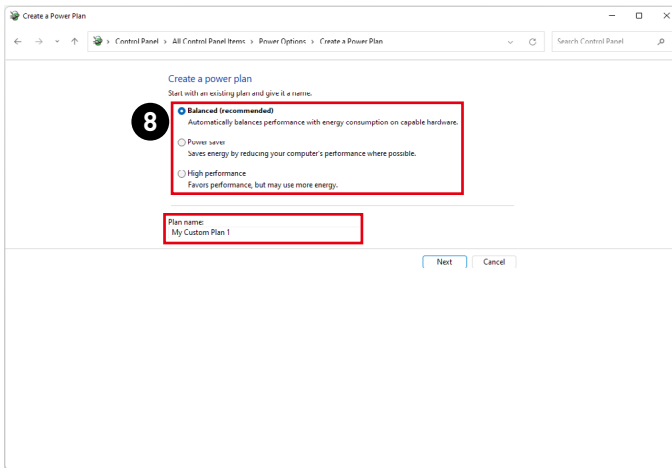 Create a Power Plan
Control Panel > All Control Panel Items > Power Options > Create a Power Plan
Search Control Panel
Create a power plan
Start with an existing plan and give it a name.
8
Balanced (recommended)
Automatically balances performance with energy consumption on capable hardware.
Power saver
Saves energy by reducing your computer's performance where possible.
High performance
Favors performance, but may use more energy.
Plan name:
My Custom Plan 1
Next Cancel